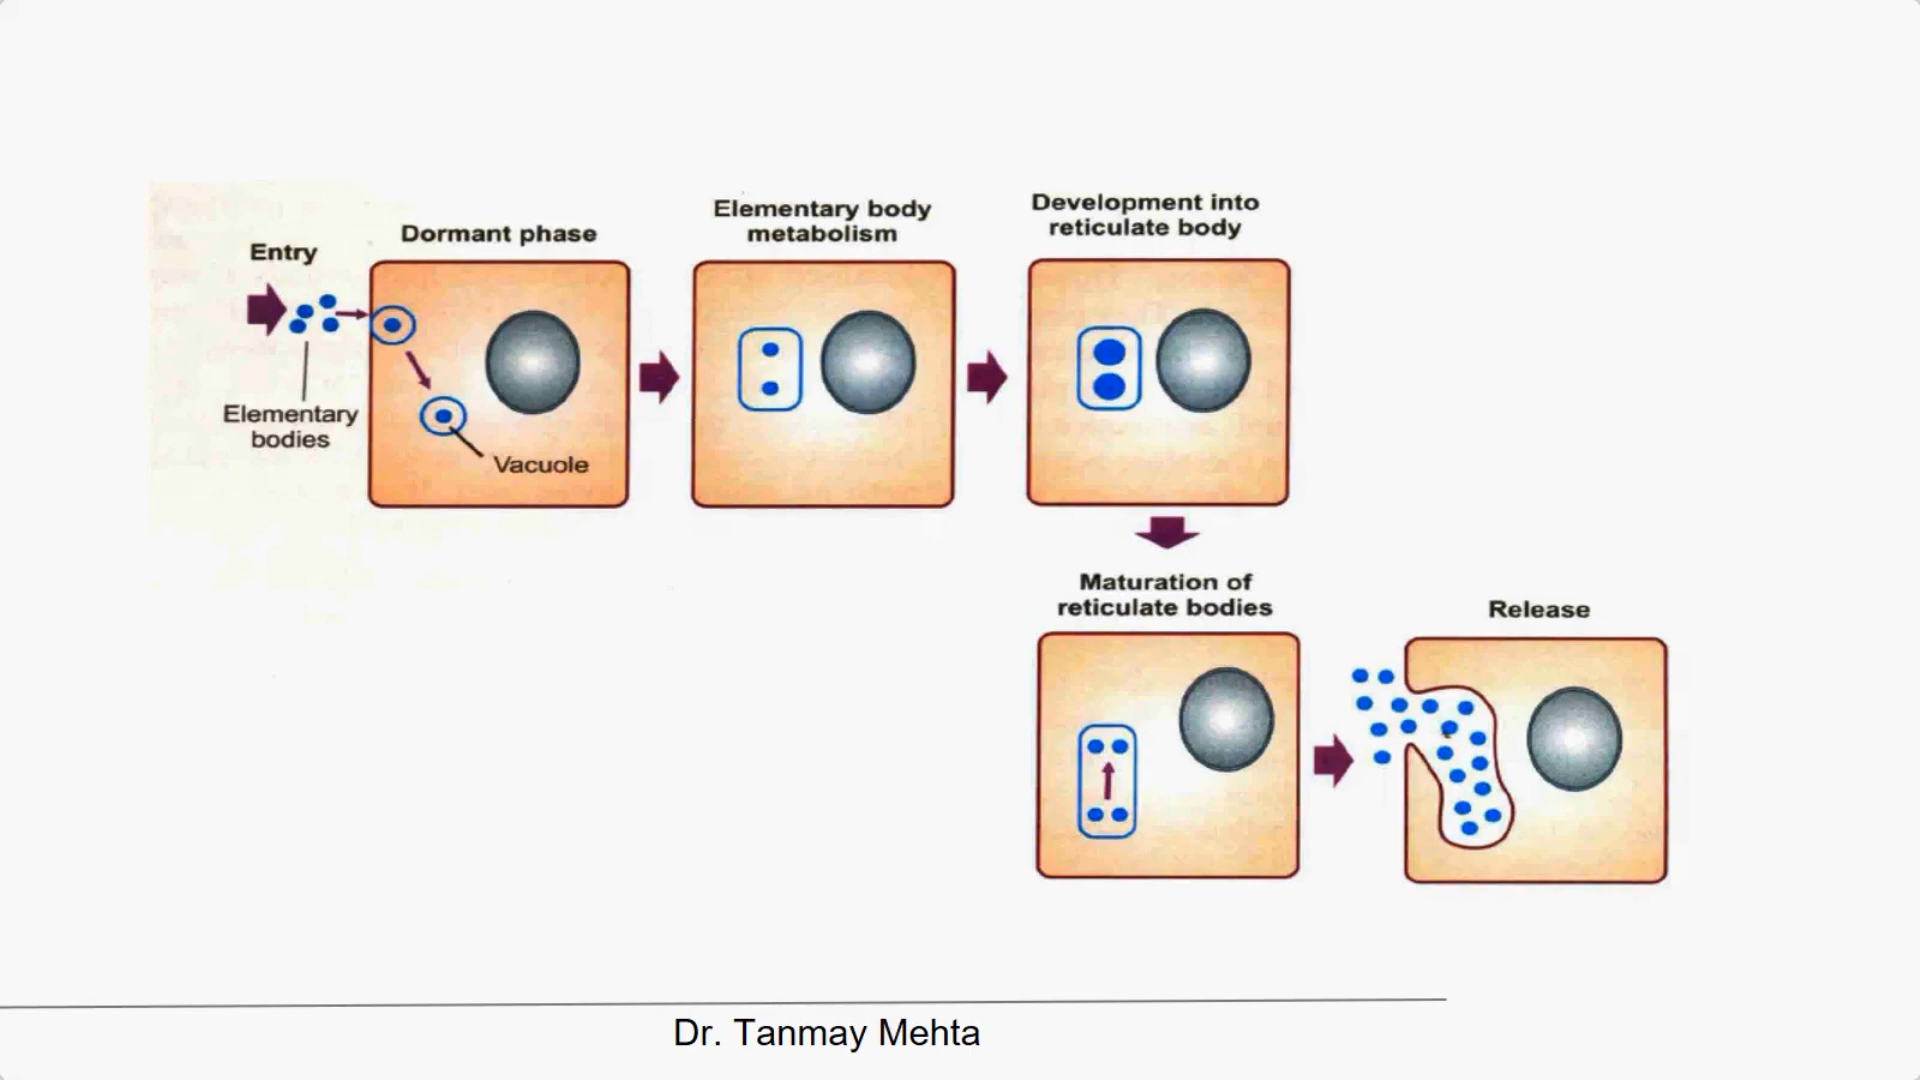 Entry
Dormant phase
Elementary body
metabolism
Development into
reticulate body
Elementary
bodies
Vacuole
Maturation of
reticulate bodies
Release
Dr. Tanmay Mehta